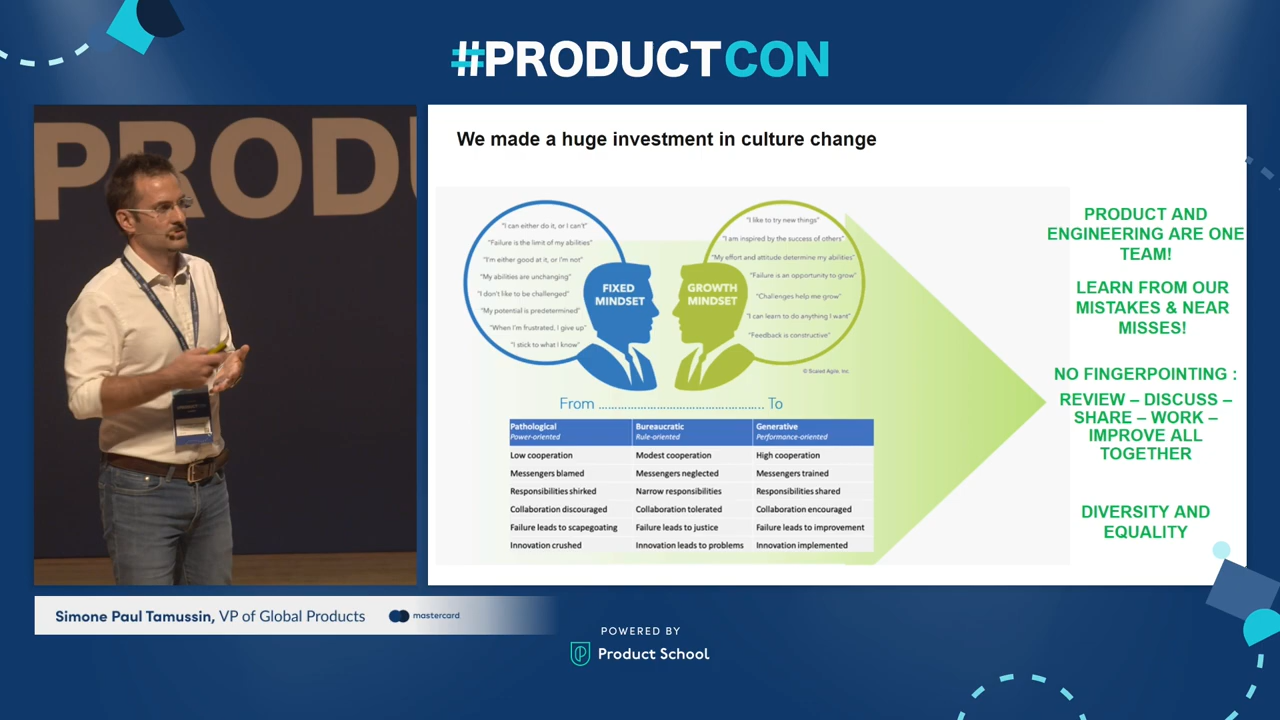 #PRODUCTCON
PRODU
We made a huge investment in culture change
"I can either do it, or I can't"
"Failure is the limit of my abilities"
"I'm either good at it, or I'm not"
"My abilities are unchanging"
"I don't like to be challenged"
"My potential is predetermined"
"When I'm frustrated, I give up"
"I stick to what I know"
FIXED
MINDSET
"I like to try new things"
"I am inspired by the success of others"
"My effort and attitude determine my abilities"
"Failure is an opportunity to grow"
"Challenges help me grow"
"I can learn to do anything I want"
"Feedback is constructive"
GROWTH
MINDSET
© Scaled Agile, Inc.
From ……………………………………… To
Pathological Bureaucratic Generative
Power-oriented Rule-oriented Performance-oriented
Low cooperation Modest cooperation High cooperation
Messengers blamed Messengers neglected Messengers trained
Responsibilities shirked Narrow responsibilities Responsibilities shared
Collaboration discouraged Collaboration tolerated Collaboration encouraged
Failure leads to scapegoating Failure leads to justice Failure leads to improvement
Innovation crushed Innovation leads to problems Innovation implemented
PRODUCT AND
ENGINEERING ARE ONE
TEAM!
LEARN FROM OUR
MISTAKES & NEAR
MISSES!
NO FINGERPOINTING :
REVIEW – DISCUSS –
SHARE – WORK –
IMPROVE ALL
TOGETHER
DIVERSITY AND
EQUALITY
Simone Paul Tamussin, VP of Global Products mastercard
POWERED BY
Product School